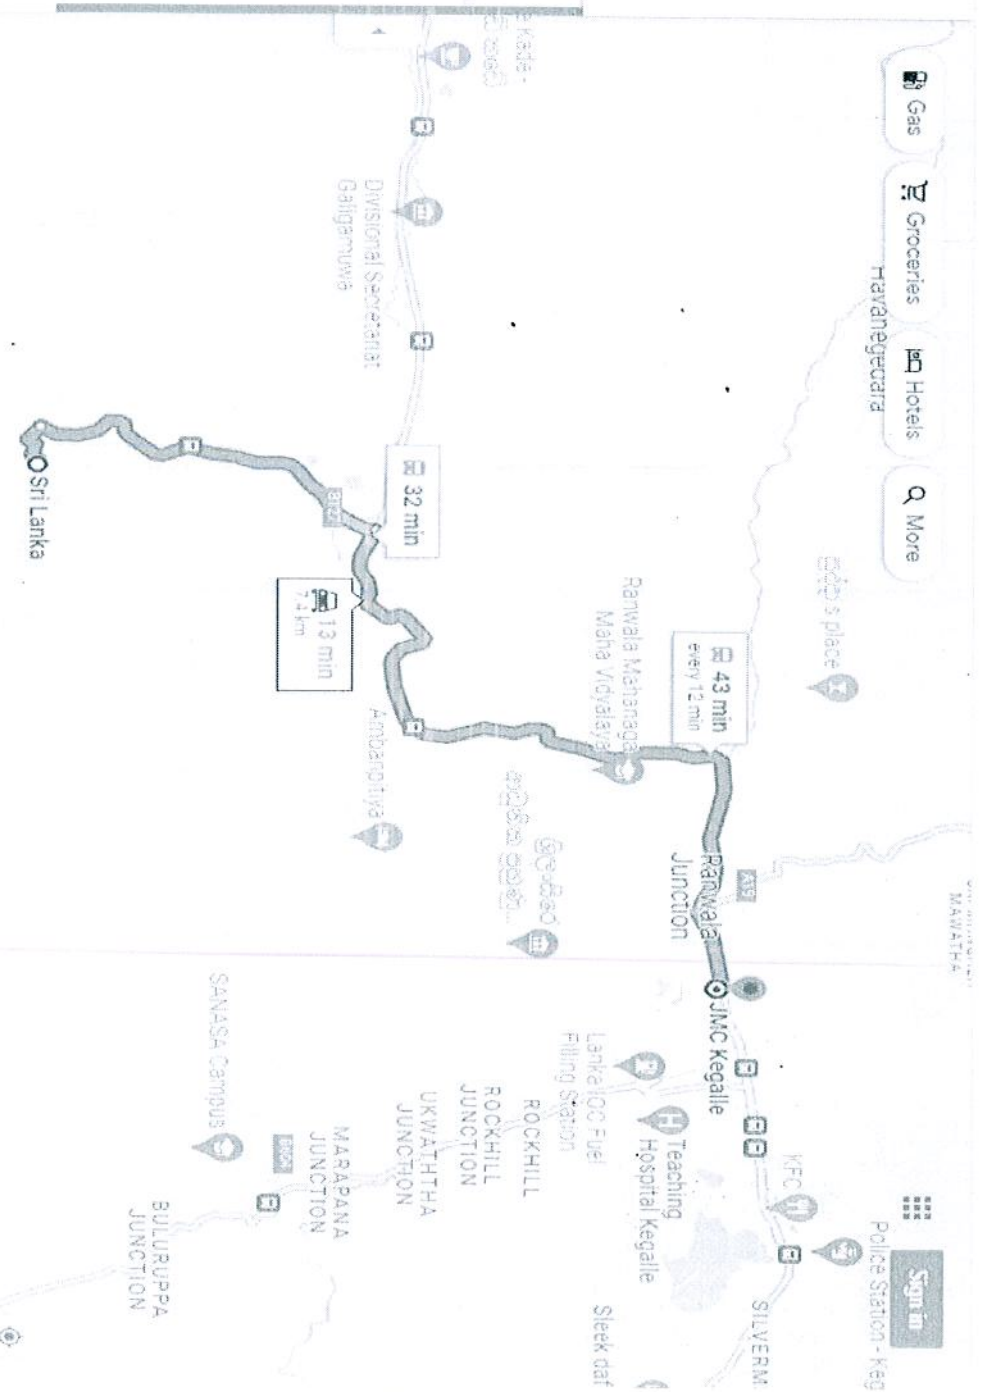 Gas
Groceries
Hotels
More
Havanegedara
Sign in
Police Station - Keg
MAWATHA
place
KFC
SILVERM
A19
43 min
every 12 min
Ranwala
Junction
JMC Kegalle
Teaching
Hospital Kegalle
Ranwala Mahanaga
Maha Vidyalaya
Lanka IOC Fuel
Filling Station
Sleek daf
ROCKHILL
ROCKHILL
JUNCTION
UKWATHTHA
JUNCTION
32 min
Divisional Secretariat
Galigamuwa
Ambanpitiya
13 min
7.4 km
MARAPANA
JUNCTION
SANASA Campus
BULURUPPA
JUNCTION
Sri Lanka